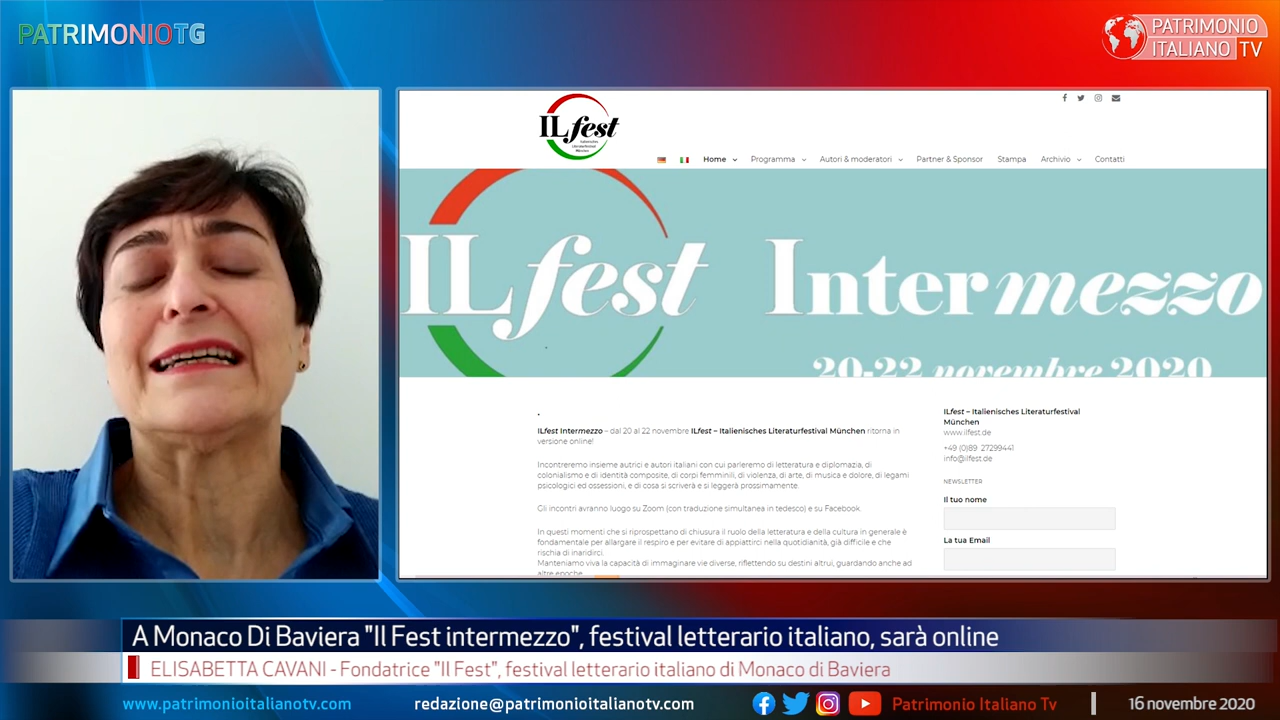 PATRIMONIOTG
PATRIMONIO
ITALIANO TV
ILfest
Italienisches
Literaturfestival
München
Home
Programma
Autori & moderatori
Partner & Sponsor
Stampa
Archivio
Contatti
ILfest Intermezzo
20-22 novembre 2020
ILfest Intermezzo – dal 20 al 22 novembre ILfest – Italienisches Literaturfestival München ritorna in
versione online!
Incontreremo insieme autrici e autori italiani con cui parleremo di letteratura e diplomazia, di
colonialismo e di identità composite, di corpi femminili, di violenza, di arte, di musica e dolore, di legami
psicologici ed ossessioni, e di cosa si scriverà e si leggerà prossimamente.
Gli incontri avranno luogo su Zoom (con traduzione simultanea in tedesco) e su Facebook.
In questi momenti che si riprospettano di chiusura il ruolo della letteratura e della cultura in generale è
fondamentale per allargare il respiro e per evitare di appiattirci nella quotidianità, già difficile e che
rischia di inaridirci.
Manteniamo viva la capacità di immaginare vie diverse, riflettendo su destini altrui, guardando anche ad
altre epoche
ILfest – Italienisches Literaturfestival
München
www.ilfest.de
+49 (0)89 27299441
info@ilfest.de
NEWSLETTER
Il tuo nome
La tua Email
A Monaco Di Baviera "Il Fest intermezzo", festival letterario italiano, sarà online
ELISABETTA CAVANI - Fondatrice "Il Fest", festival letterario italiano di Monaco di Baviera
www.patrimonioitalianotv.com
redazione@patrimonioitalianotv.com
Patrimonio Italiano Tv
16 novembre 2020